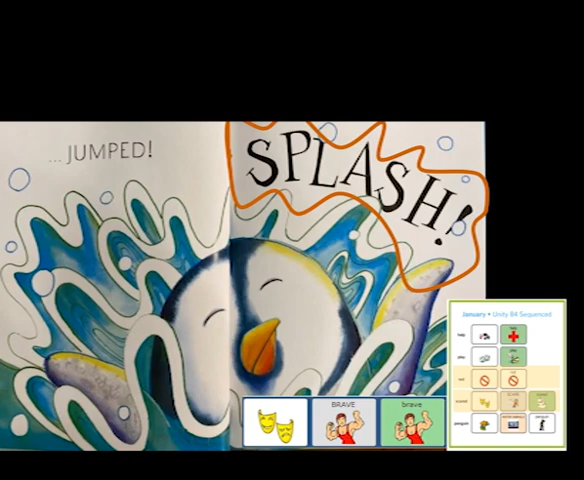 ... JUMPED!
SPLASH!
BRAVE
brave
January • Unity 84 Sequenced
help
play
not
scared
penguin